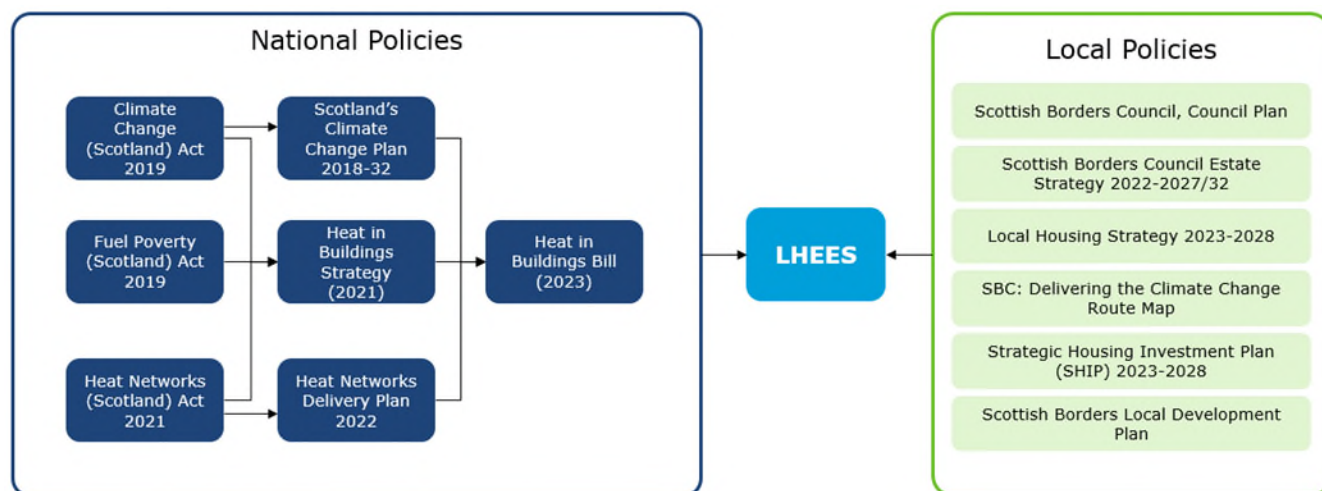 National Policies
Climate
Change
(Scotland) Act
2019
Scotland's
Climate
Change Plan
2018-32
Fuel Poverty
(Scotland) Act
2019
Heat in
Buildings
Strategy
(2021)
Heat in
Buildings Bill
(2023)
Heat Networks
(Scotland) Act
2021
Heat Networks
Delivery Plan
2022
LHEES
Local Policies
Scottish Borders Council, Council Plan
Scottish Borders Council Estate
Strategy 2022-2027/32
Local Housing Strategy 2023-2028
SBC: Delivering the Climate Change
Route Map
Strategic Housing Investment Plan
(SHIP) 2023-2028
Scottish Borders Local Development
Plan